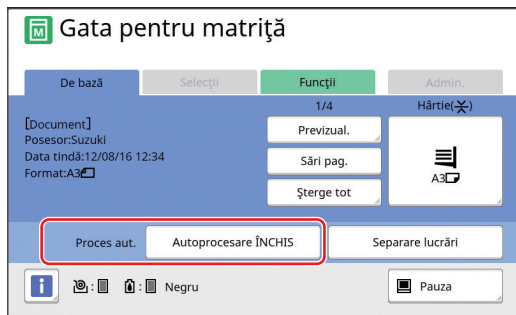 M Gata pentru matriţă
De bază Selecţii Funcţii Admin.
1/4 Hârtie( )
[Document]
Posesor:Suzuki
Data tindă:12/08/16 12:34
Format:A3
Previzual.
Sări pag.
Şterge tot
A3
Proces aut. Autoprocesare ÎNCHIS Separare lucrări
i : : Negru Pauza